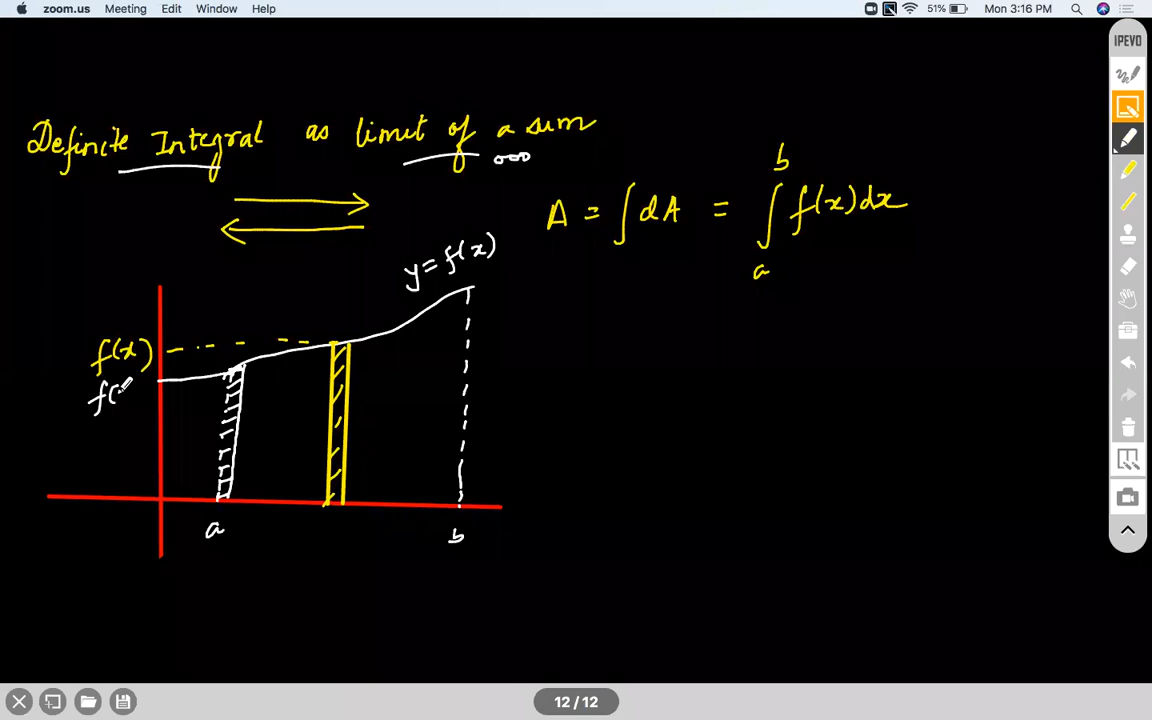 zoom.us Meeting Edit Window Help 51% Mon 3:16 PM
IPEVO
Definite Integral as limit of a sum
A = ∫dA = ∫ₐᵇ f(x)dx
y = f(x)
f(x)
f(
a b
12 / 12